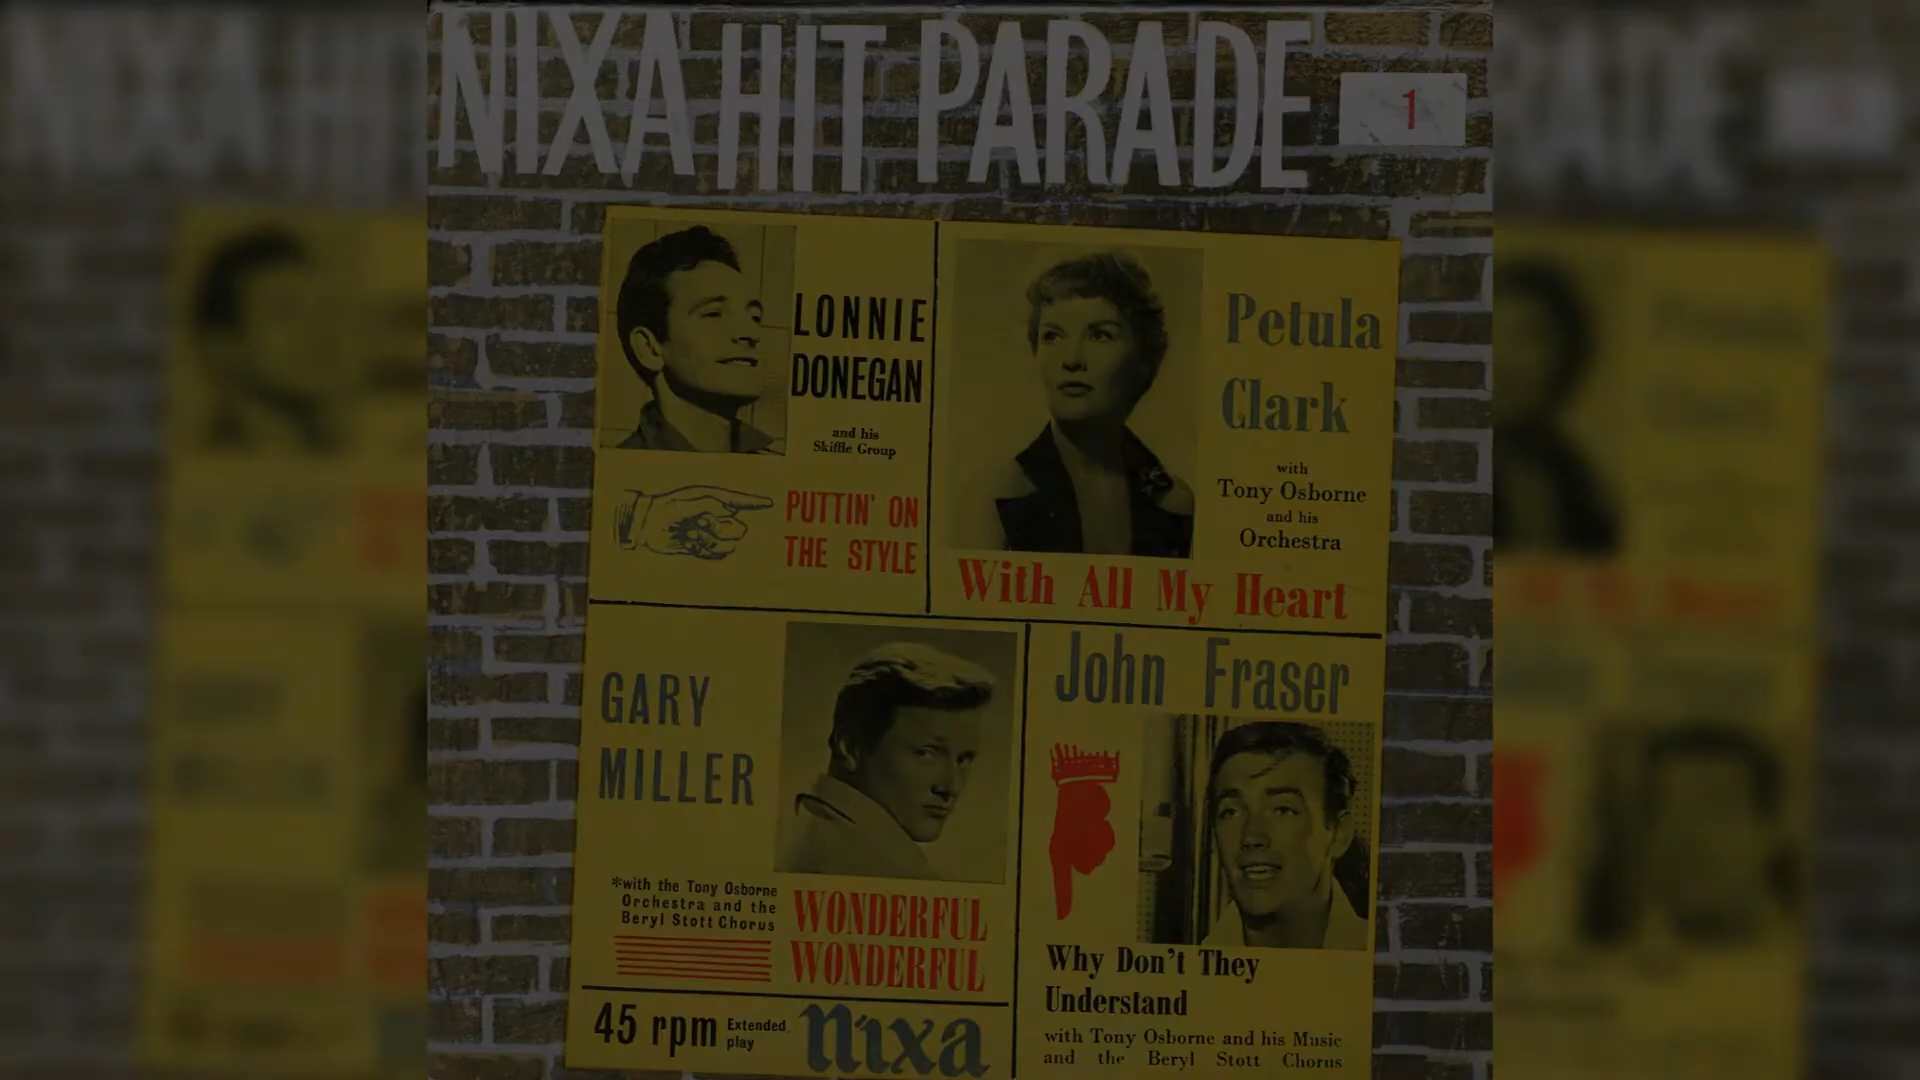 NIXA HIT PARADE
1
LONNIE
DONEGAN
and his
Skiffle Group
PUTTIN' ON
THE STYLE
Petula
Clark
with
Tony Osborne
and his
Orchestra
With All My Heart
GARY
MILLER
*with the Tony Osborne
Orchestra and the
Beryl Stott Chorus
WONDERFUL
WONDERFUL
John Fraser
Why Don't They
Understand
with Tony Osborne and his Music
and the Beryl Stott Chorus
45 rpm
Extended
play
nixa